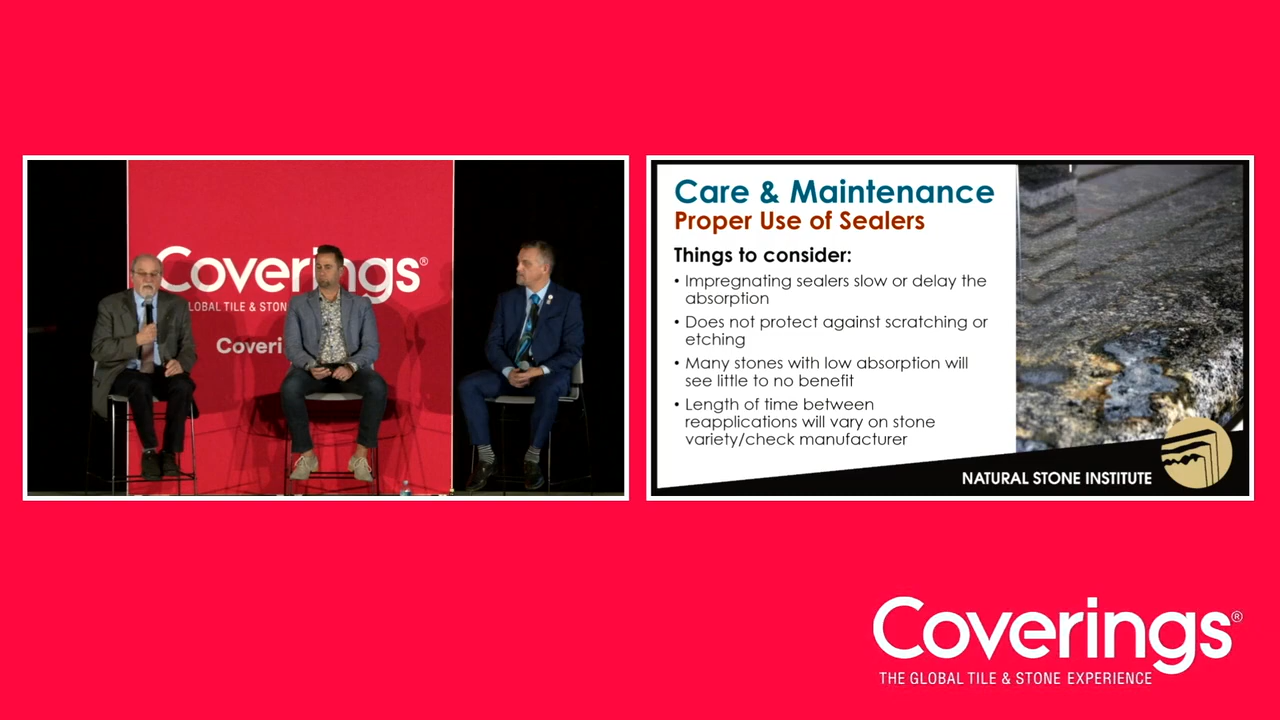 Coverings®
GLOBAL TILE & STON
Coveri
Care & Maintenance
Proper Use of Sealers
Things to consider:
• Impregnating sealers slow or delay the
absorption
• Does not protect against scratching or
etching
• Many stones with low absorption will
see little to no benefit
• Length of time between
reapplications will vary on stone
variety/check manufacturer
NATURAL STONE INSTITUTE
Coverings®
THE GLOBAL TILE & STONE EXPERIENCE